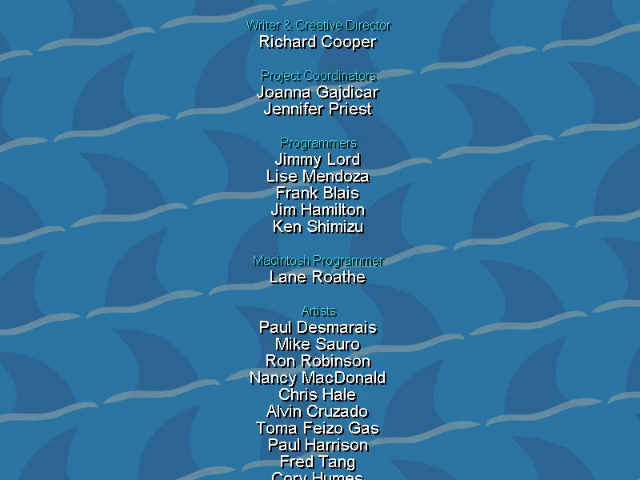 Writer & Creative Director
Richard Cooper
Project Coordinators
Joanna Gajdicar
Jennifer Priest
Programmers
Jimmy Lord
Lise Mendoza
Frank Blais
Jim Hamilton
Ken Shimizu
Macintosh Programmer
Lane Roathe
Artists
Paul Desmarais
Mike Sauro
Ron Robinson
Nancy MacDonald
Chris Hale
Alvin Cruzado
Toma Feizo Gas
Paul Harrison
Fred Tang
Cory Humes